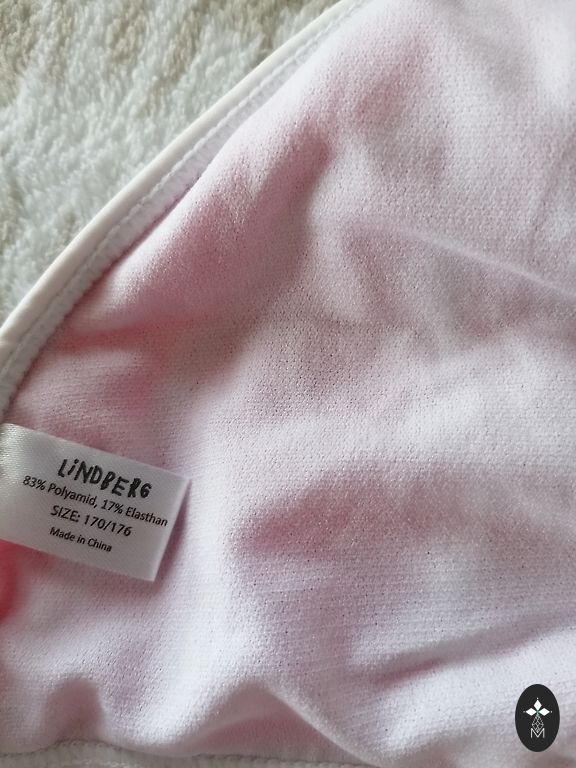 LiNDBERG
83% Polyamid, 17% Elasthan
SIZE: 170/176
Made in China
M